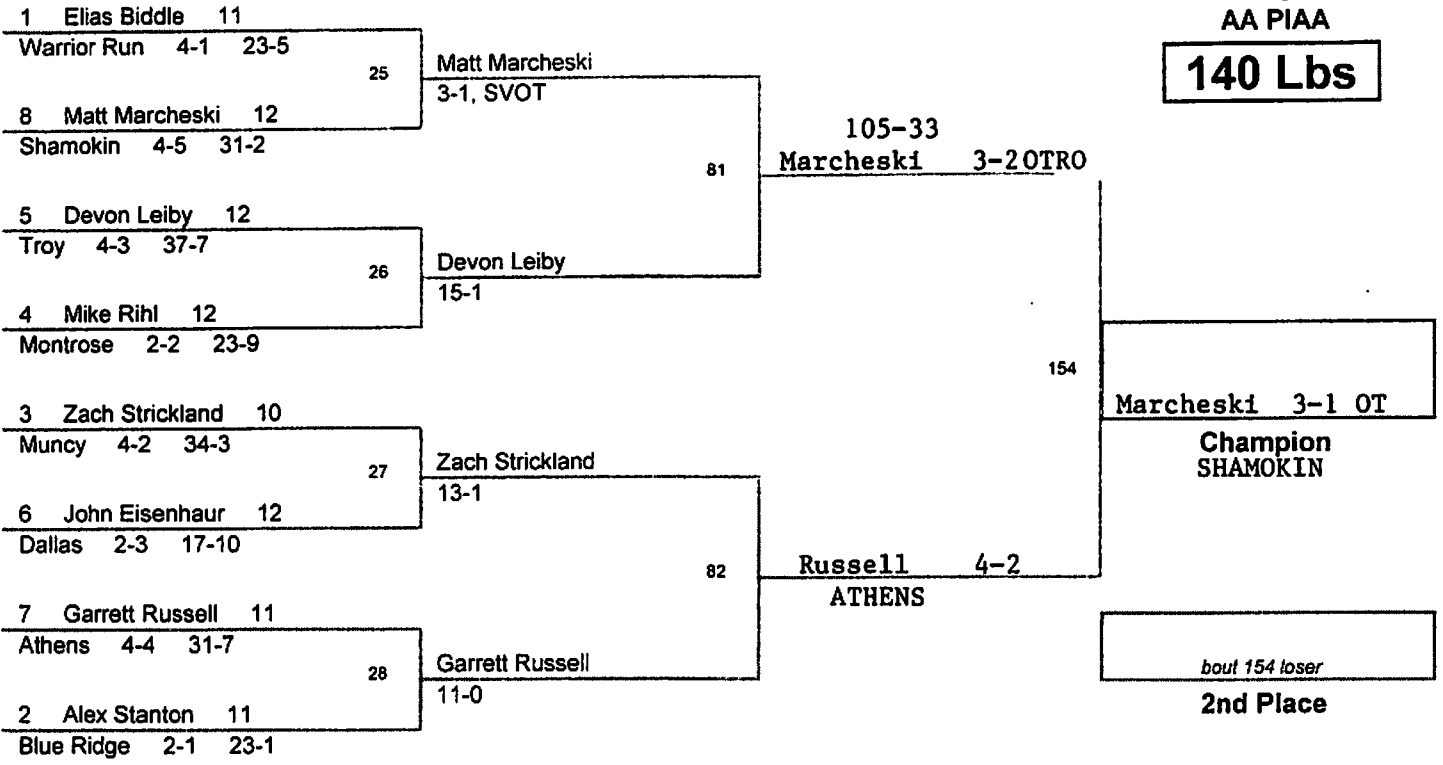 AA PIAA
140 Lbs
1 Elias Biddle 11
Warrior Run 4-1 23-5
25
Matt Marcheski
3-1, SVOT
8 Matt Marcheski 12
Shamokin 4-5 31-2
81
105-33
Marcheski 3-2OTRO
5 Devon Leiby 12
Troy 4-3 37-7
26
Devon Leiby
15-1
4 Mike Rihl 12
Montrose 2-2 23-9
154
Marcheski 3-1 OT
Champion
SHAMOKIN
3 Zach Strickland 10
Muncy 4-2 34-3
27
Zach Strickland
13-1
6 John Eisenhaur 12
Dallas 2-3 17-10
82
Russell 4-2
ATHENS
7 Garrett Russell 11
Athens 4-4 31-7
28
Garrett Russell
11-0
2 Alex Stanton 11
Blue Ridge 2-1 23-1
bout 154 loser
2nd Place